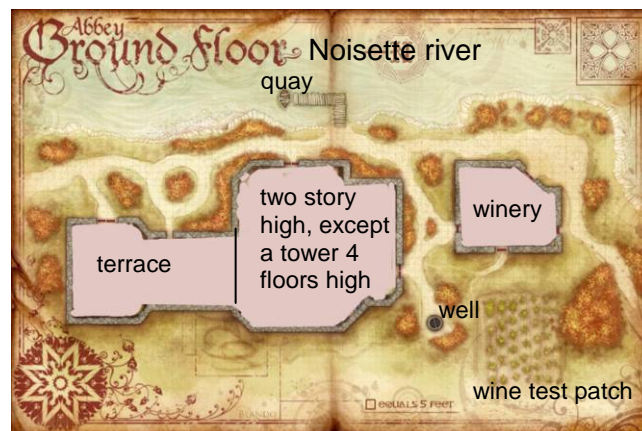 Abbey
Ground Floor
Noisette river
quay
two story
high, except
a tower 4
floors high
winery
terrace
well
wine test patch
BLANDO
EQUALS 5 FEET